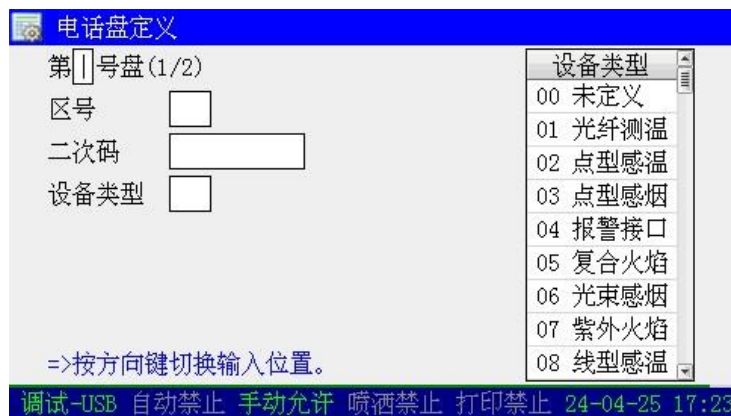 电话盘定义
第号盘(1/2)
区号
二次码
设备类型
=>按方向键切换输入位置。
设备类型
00 未定义
01 光纤测温
02 点型感温
03 点型感烟
04 报警接口
05 复合火焰
06 光束感烟
07 紫外火焰
08 线型感温
调试-USB 自动禁止 手动允许 喷洒禁止 打印禁止 24-04-25 17:23